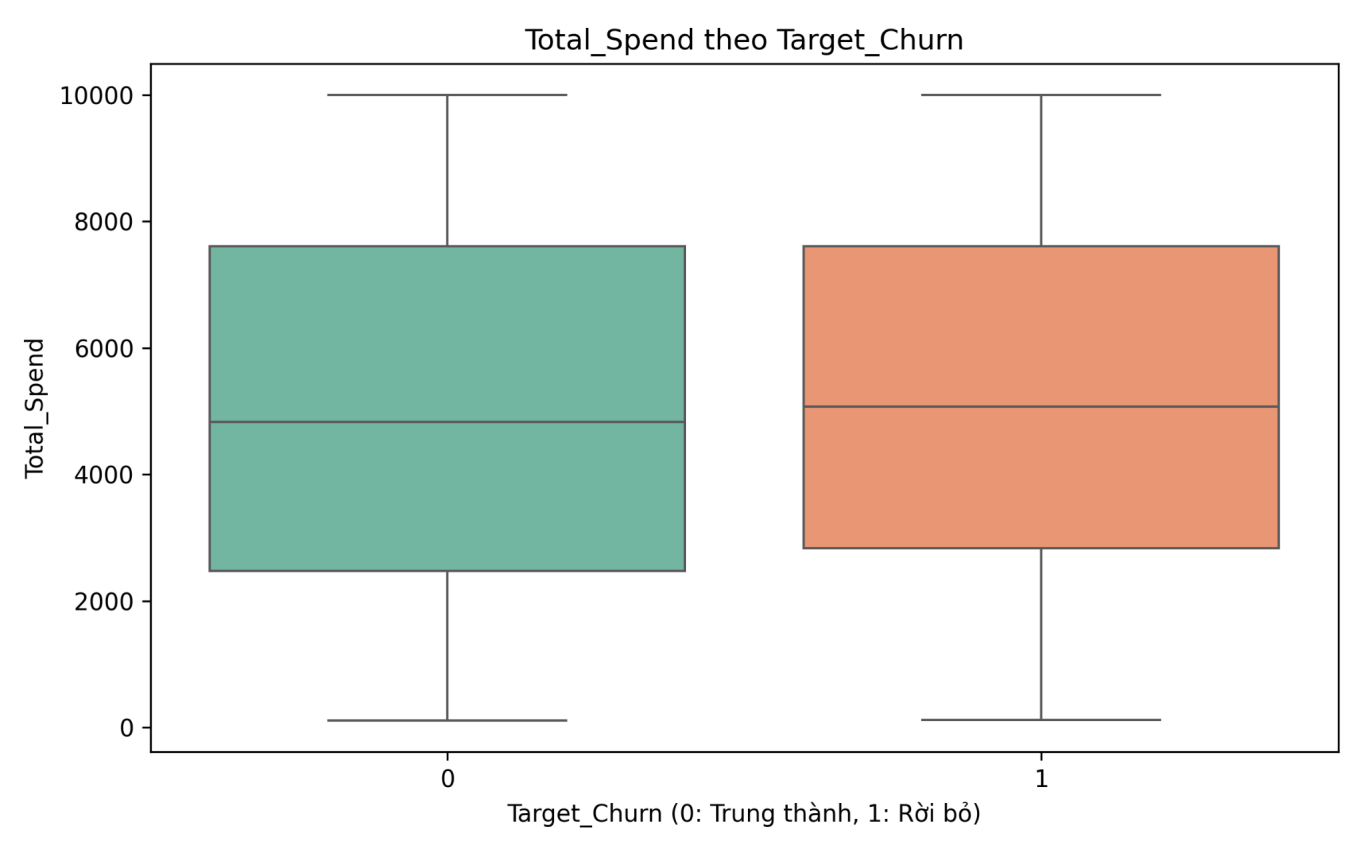 Total_Spend theo Target_Churn
10000
8000
6000
4000
2000
0
Total_Spend
0 1
Target_Churn (0: Trung thành, 1: Rời bỏ)